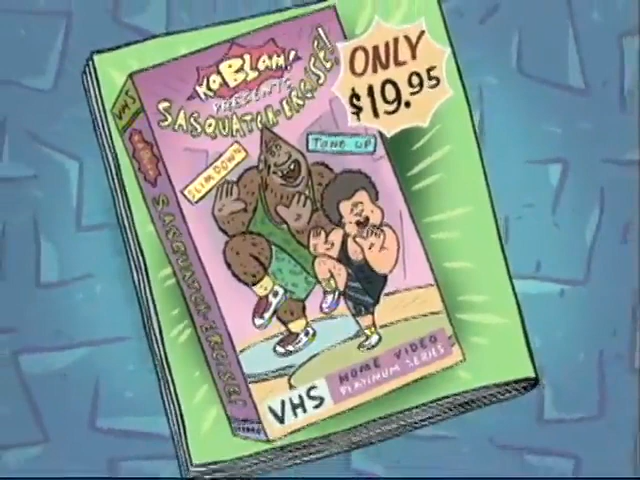 KaBLaM!
PRESENTS
SASQUATCH-ERCISE!
ONLY
$19.95
SLIM DOWN
TONE UP
VHS
KABLAM!
SASQUATCH-ERCISE!
VHS
HOME VIDEO
PLATINUM SERIES